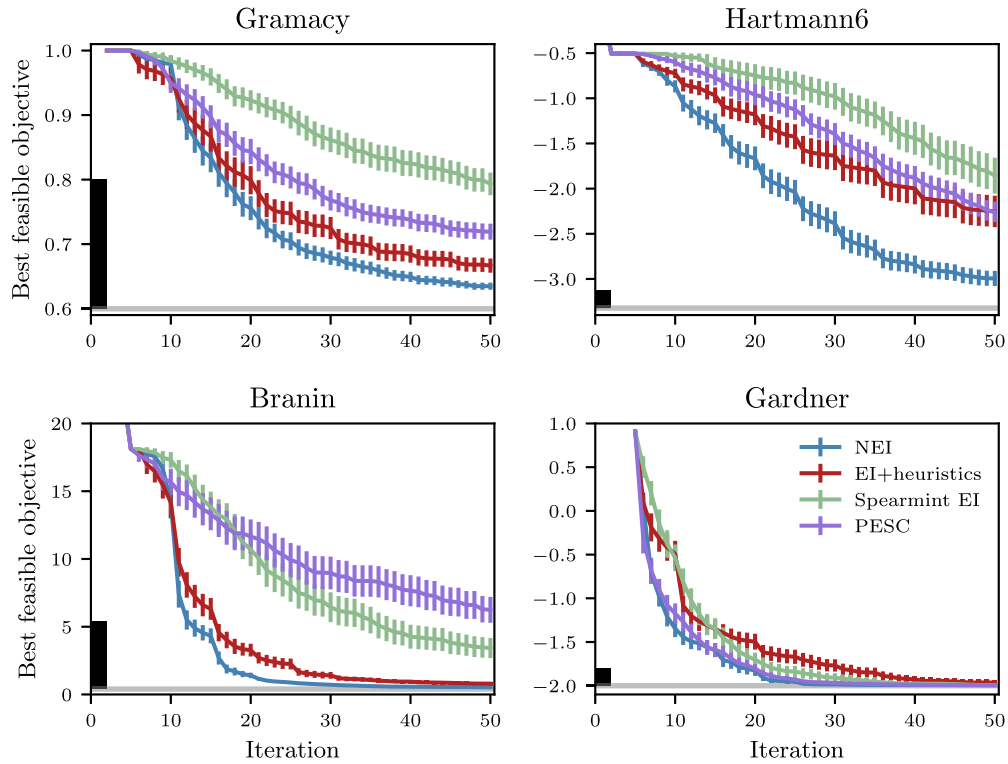 Gramacy
Best feasible objective
1.0
0.9
0.8
0.7
0.6
0 10 20 30 40 50
Hartmann6
−0.5
−1.0
−1.5
−2.0
−2.5
−3.0
0 10 20 30 40 50
Branin
Best feasible objective
20
15
10
5
0
0 10 20 30 40 50
Iteration
Gardner
1.0
0.5
0.0
−0.5
−1.0
−1.5
−2.0
NEI
EI+heuristics
Spearmint EI
PESC
0 10 20 30 40 50
Iteration